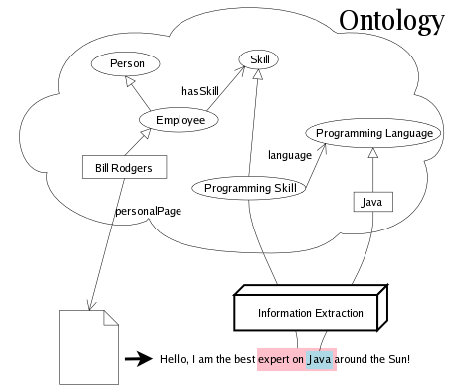 Ontology
Person
Skill
hasSkill
Employee
Programming Language
language
Bill Rodgers
Programming Skill
Java
personalPage
Information Extraction
Hello, I am the best expert on Java around the Sun!